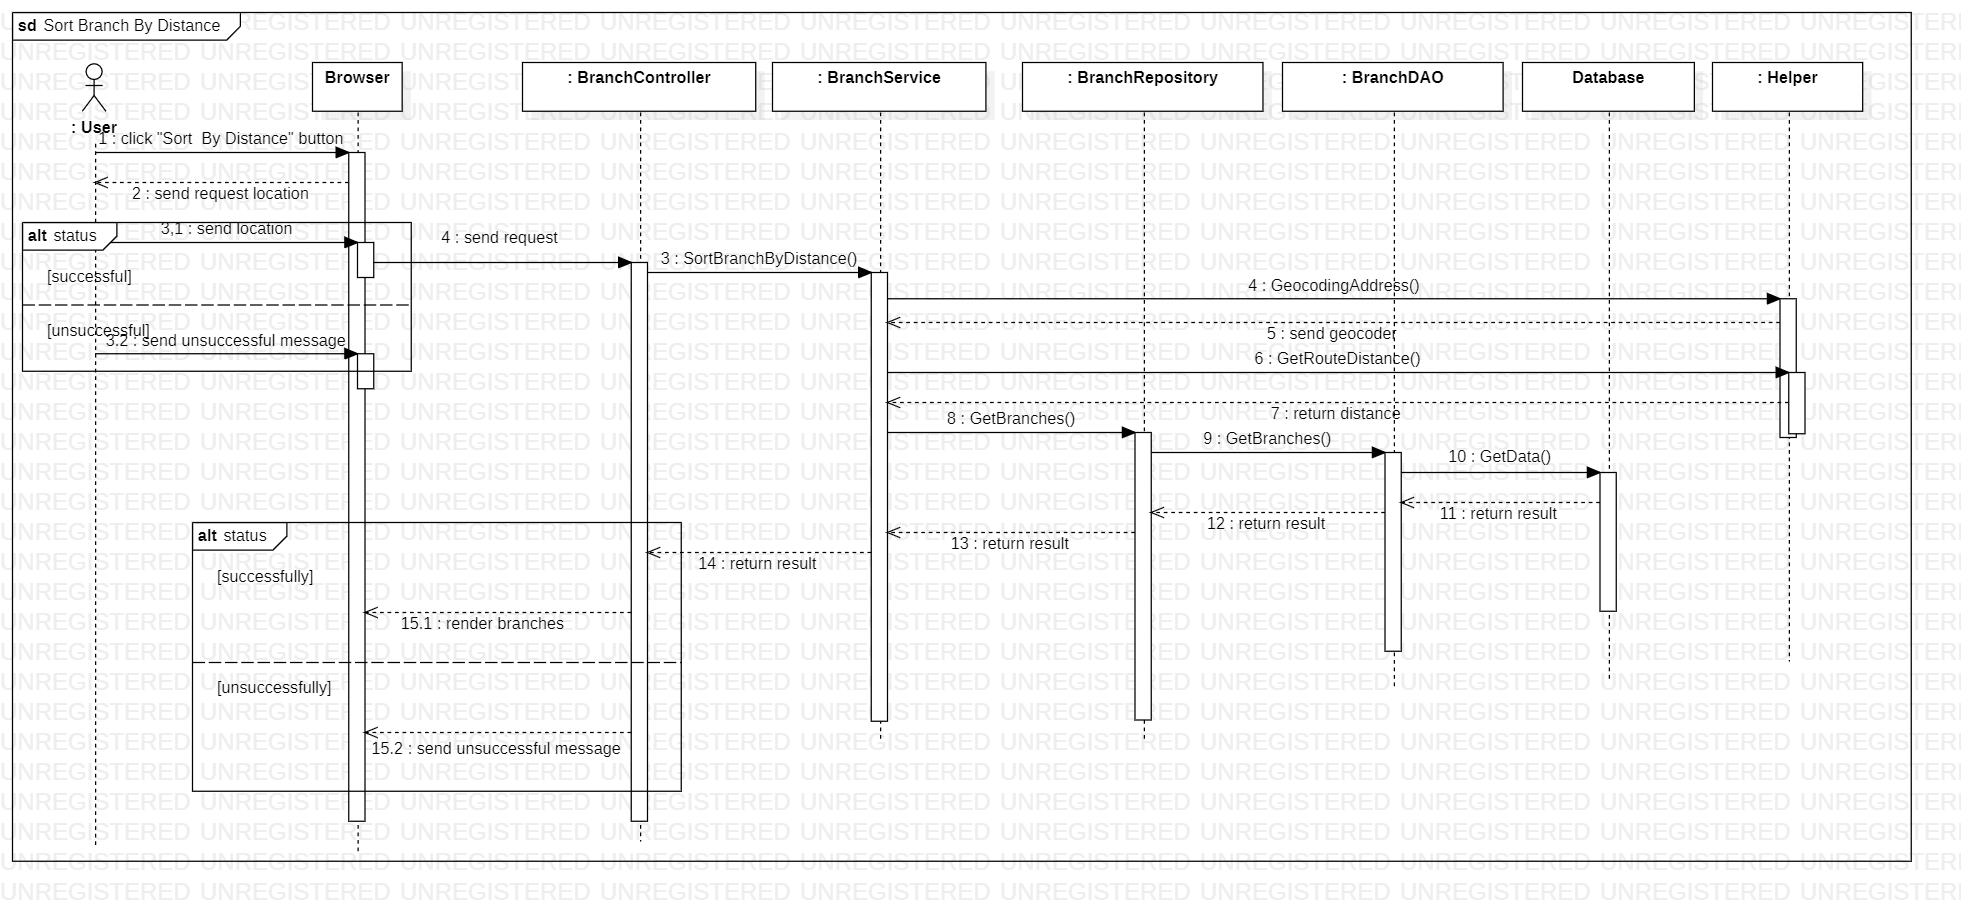 sd Sort Branch By Distance
: User
Browser
: BranchController
: BranchService
: BranchRepository
: BranchDAO
Database
: Helper
1 : click "Sort  By Distance" button
2 : send request location
alt status
3,1 : send location
4 : send request
3 : SortBranchByDistance()
[successful]
4 : GeocodingAddress()
[unsuccessful]
3.2 : send unsuccessful message
5 : send geocoder
6 : GetRouteDistance()
7 : return distance
8 : GetBranches()
9 : GetBranches()
10 : GetData()
11 : return result
12 : return result
13 : return result
14 : return result
alt status
[successfully]
15.1 : render branches
[unsuccessfully]
15.2 : send unsuccessful message
UNREGISTERED